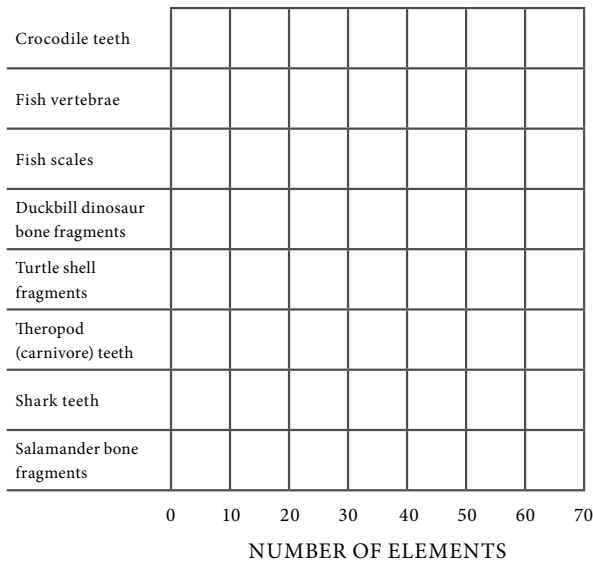 Crocodile teeth
Fish vertebrae
Fish scales
Duckbill dinosaur
bone fragments
Turtle shell
fragments
Theropod
(carnivore) teeth
Shark teeth
Salamander bone
fragments
0 10 20 30 40 50 60 70
NUMBER OF ELEMENTS